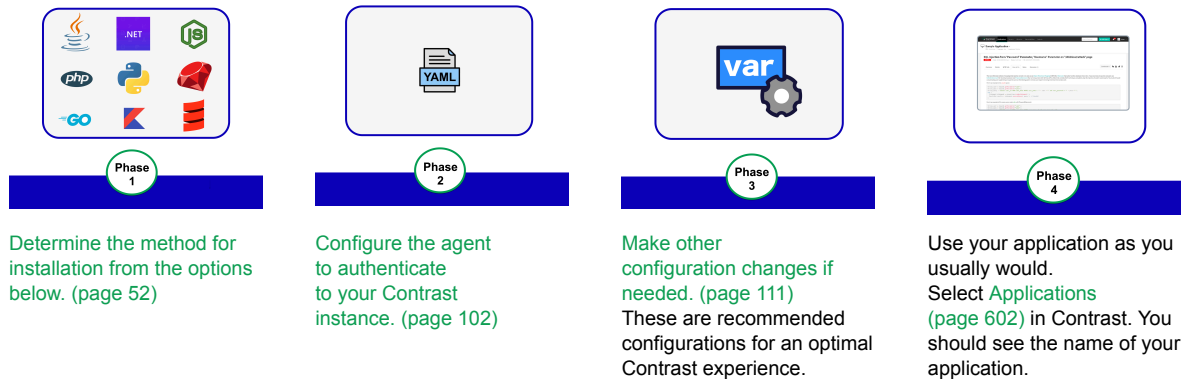 .NET
JS
php
GO
YAML
var
Phase
1
Phase
2
Phase
3
Phase
4
Determine the method for
installation from the options
below. (page 52)
Configure the agent
to authenticate
to your Contrast
instance. (page 102)
Make other
configuration changes if
needed. (page 111)
These are recommended
configurations for an optimal
Contrast experience.
Use your application as you
usually would.
Select Applications
(page 602) in Contrast. You
should see the name of your
application.